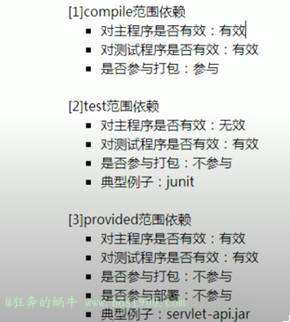 [1]compile范围依赖
■ 对主程序是否有效：有效
■ 对测试程序是否有效：有效
■ 是否参与打包：参与
[2]test范围依赖
■ 对主程序是否有效：无效
■ 对测试程序是否有效：有效
■ 是否参与打包：不参与
■ 典型例子：junit
[3]provided范围依赖
■ 对主程序是否有效：有效
■ 对测试程序是否有效：有效
■ 是否参与打包：不参与
■ 是否参与部署：不参与
■ 典型例子：servlet-api.jar
@狂奔的蜗牛